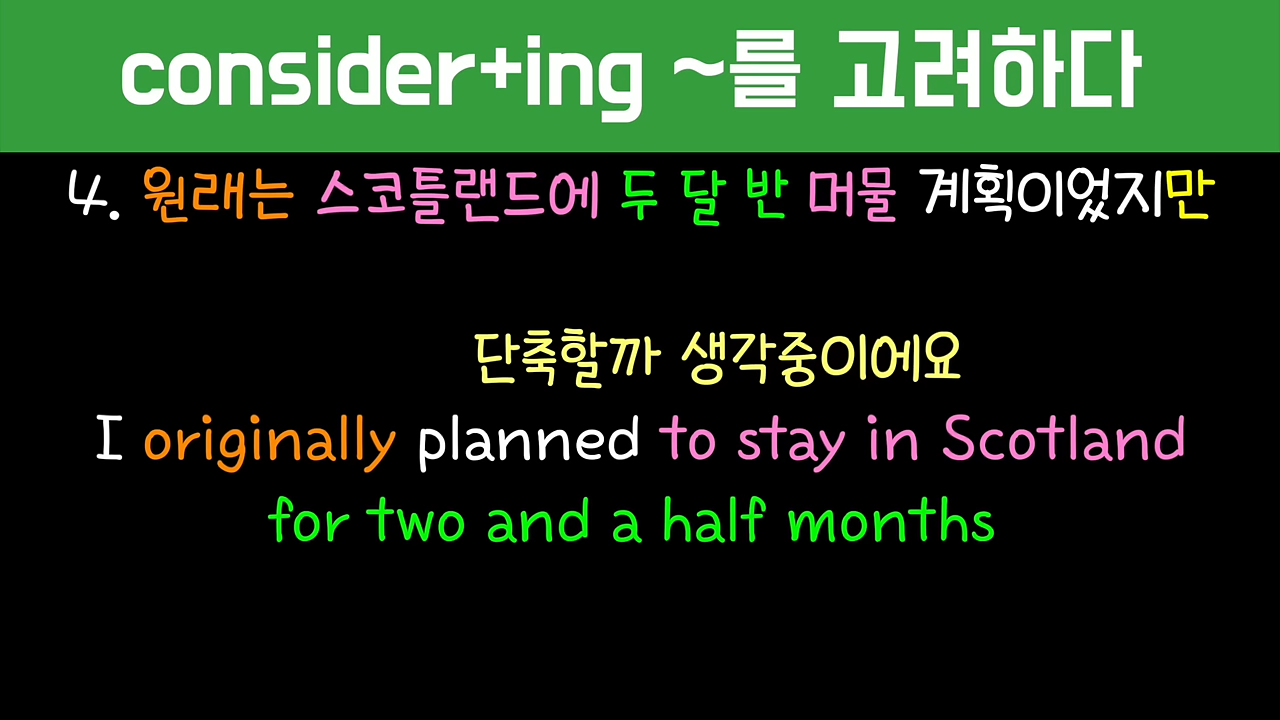 consider+ing ~를 고려하다
4. 원래는 스코틀랜드에 두 달 반 머물 계획이었지만
단축할까 생각중이에요
I originally planned to stay in Scotland
for two and a half months